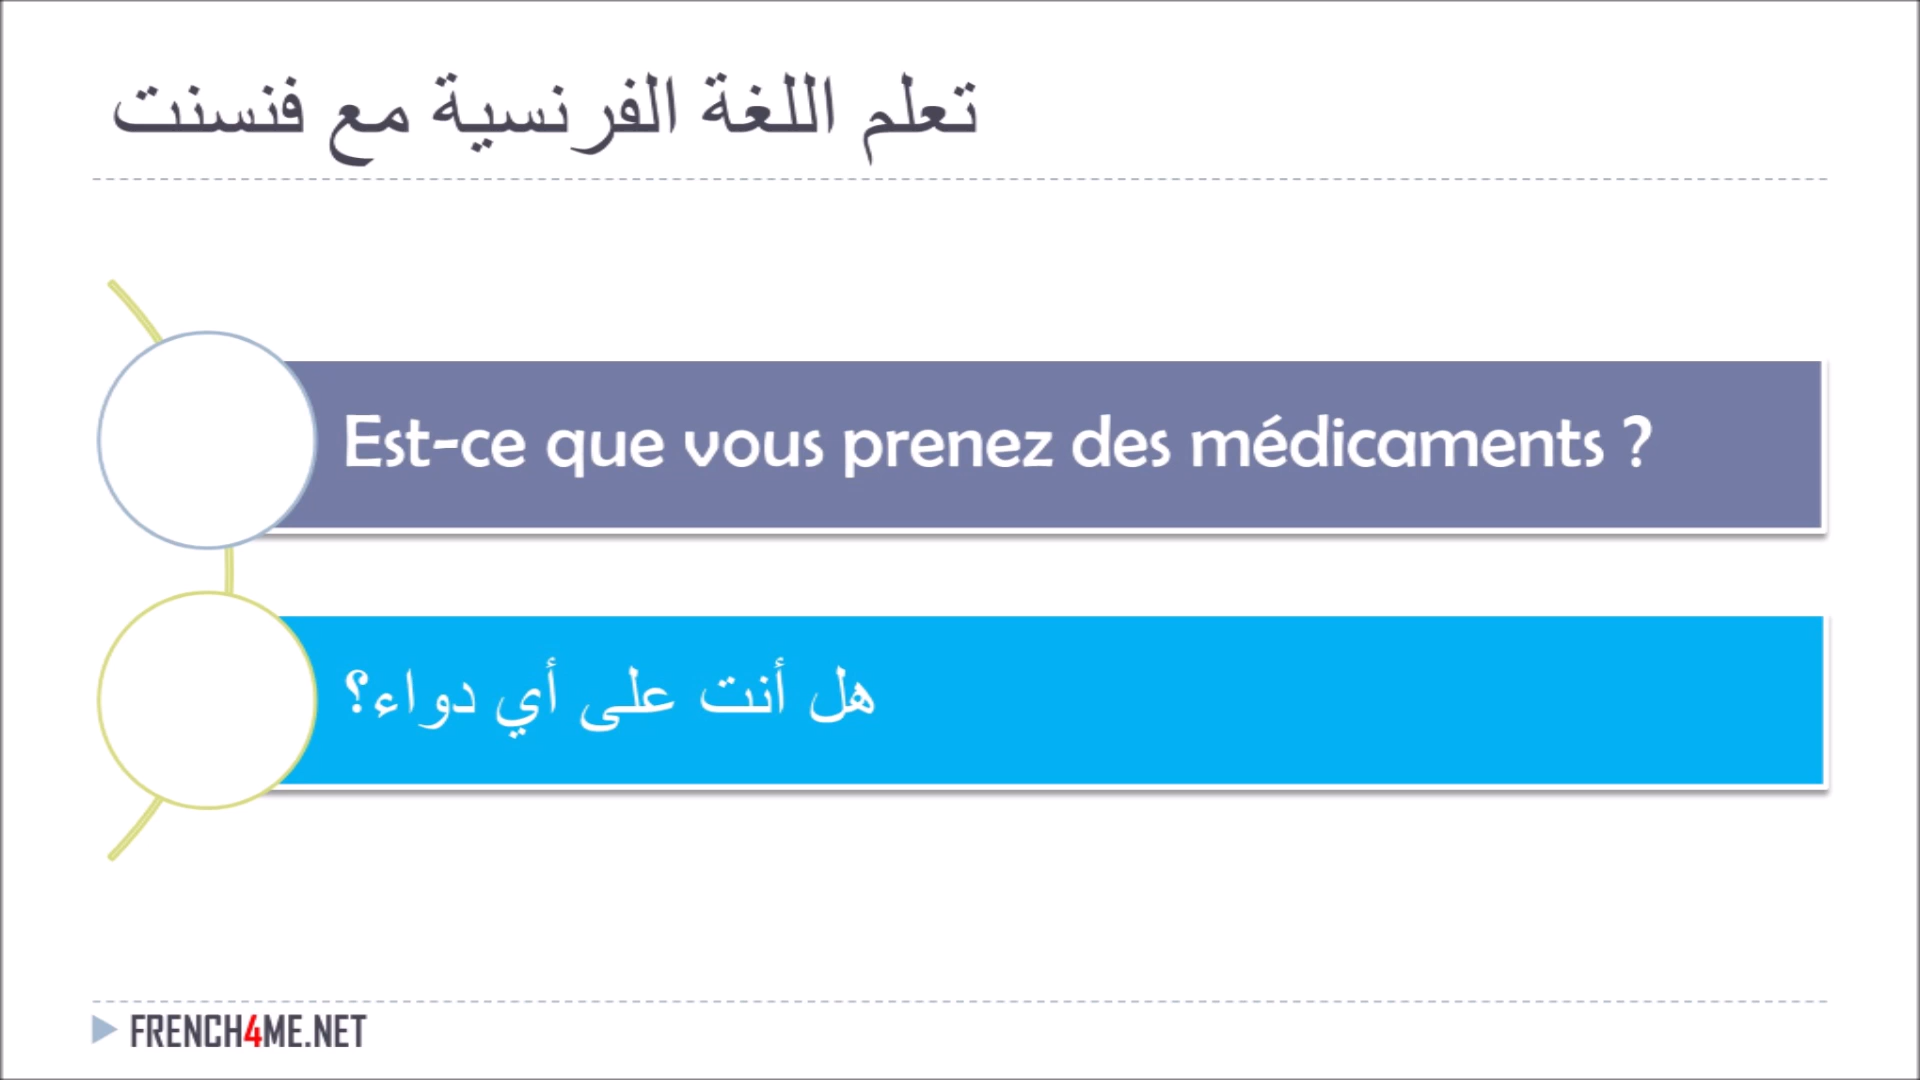 تعلم اللغة الفرنسية مع فنسنت
Est-ce que vous prenez des médicaments ?
هل أنت على أي دواء؟
FRENCH4ME.NET